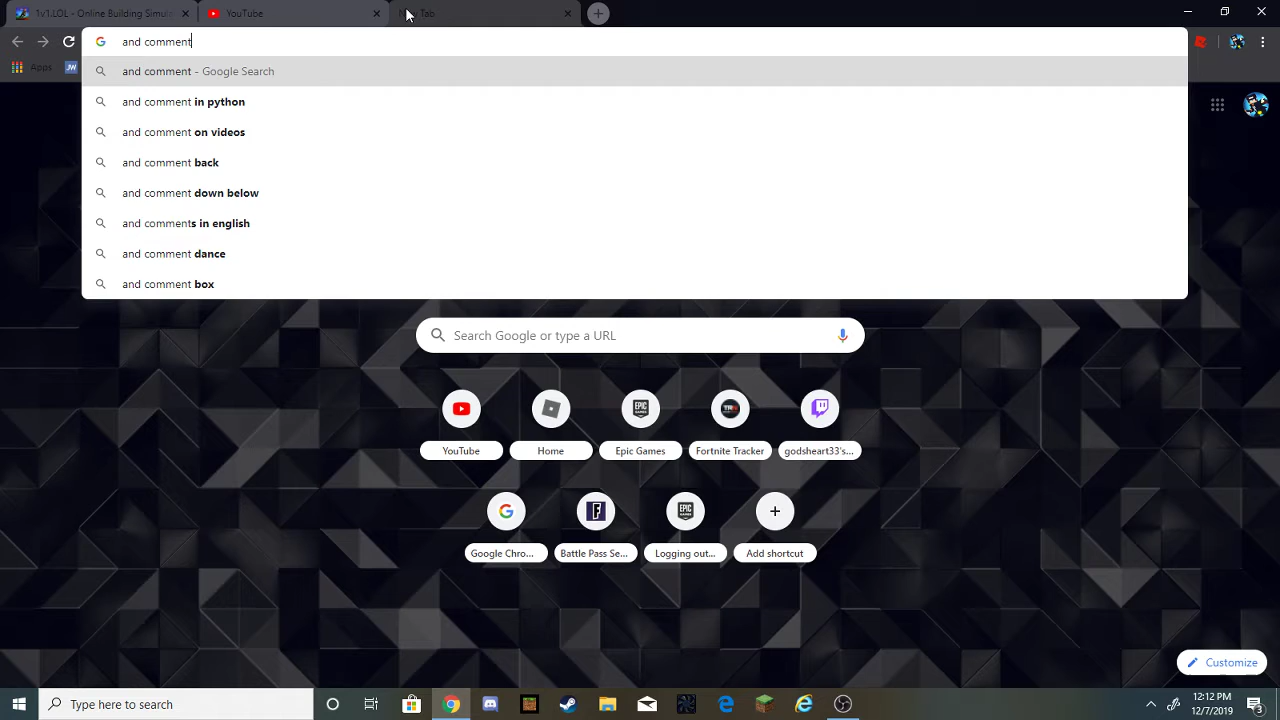 1v1.LOL - Online Building Simula
YouTube
Tab
and comment
Apps
JW
and comment - Google Search
and comment in python
and comment on videos
and comment back
and comment down below
and comments in english
and comment dance
and comment box
Search Google or type a URL
YouTube
Home
Epic Games
Fortnite Tracker
godsheart33's...
Google Chro...
Battle Pass Se...
Logging out...
Add shortcut
Customize
Type here to search
12:12 PM
12/7/2019